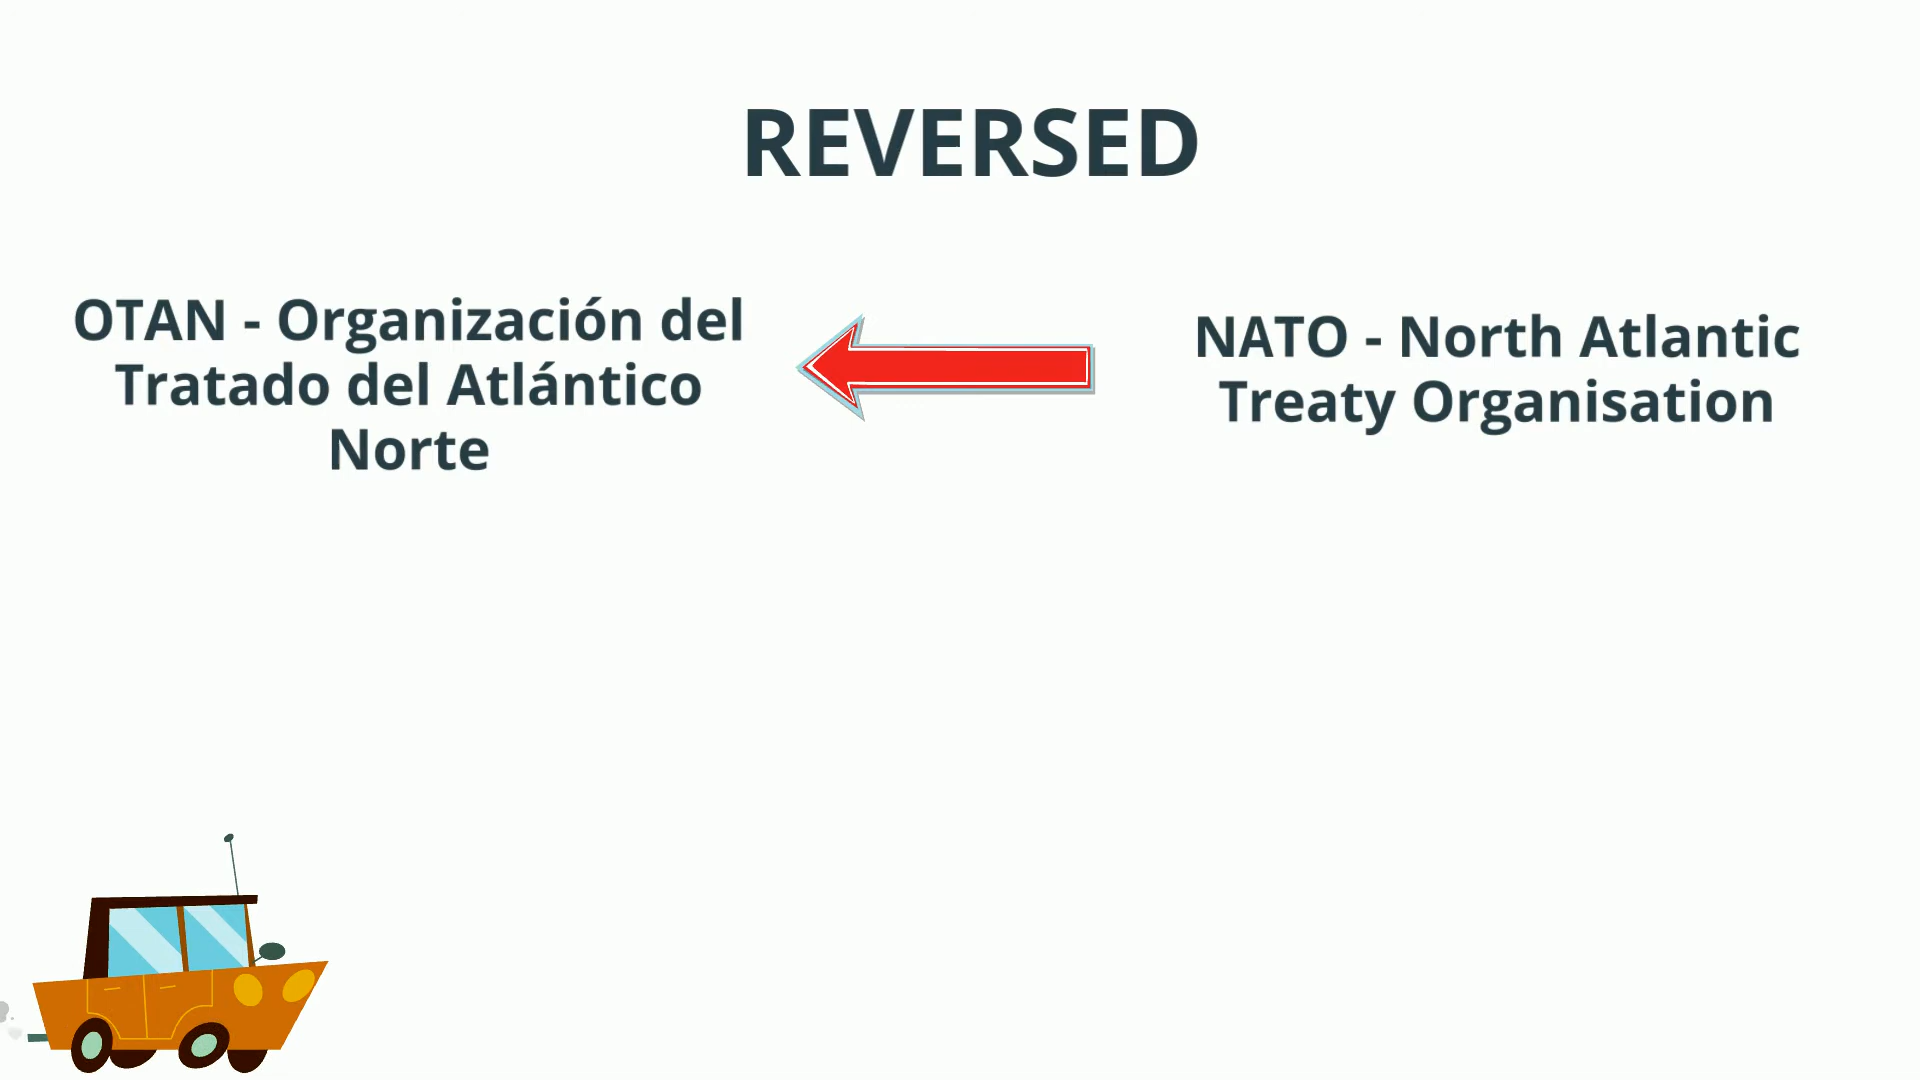 REVERSED
OTAN - Organización del
Tratado del Atlántico
Norte
NATO - North Atlantic
Treaty Organisation